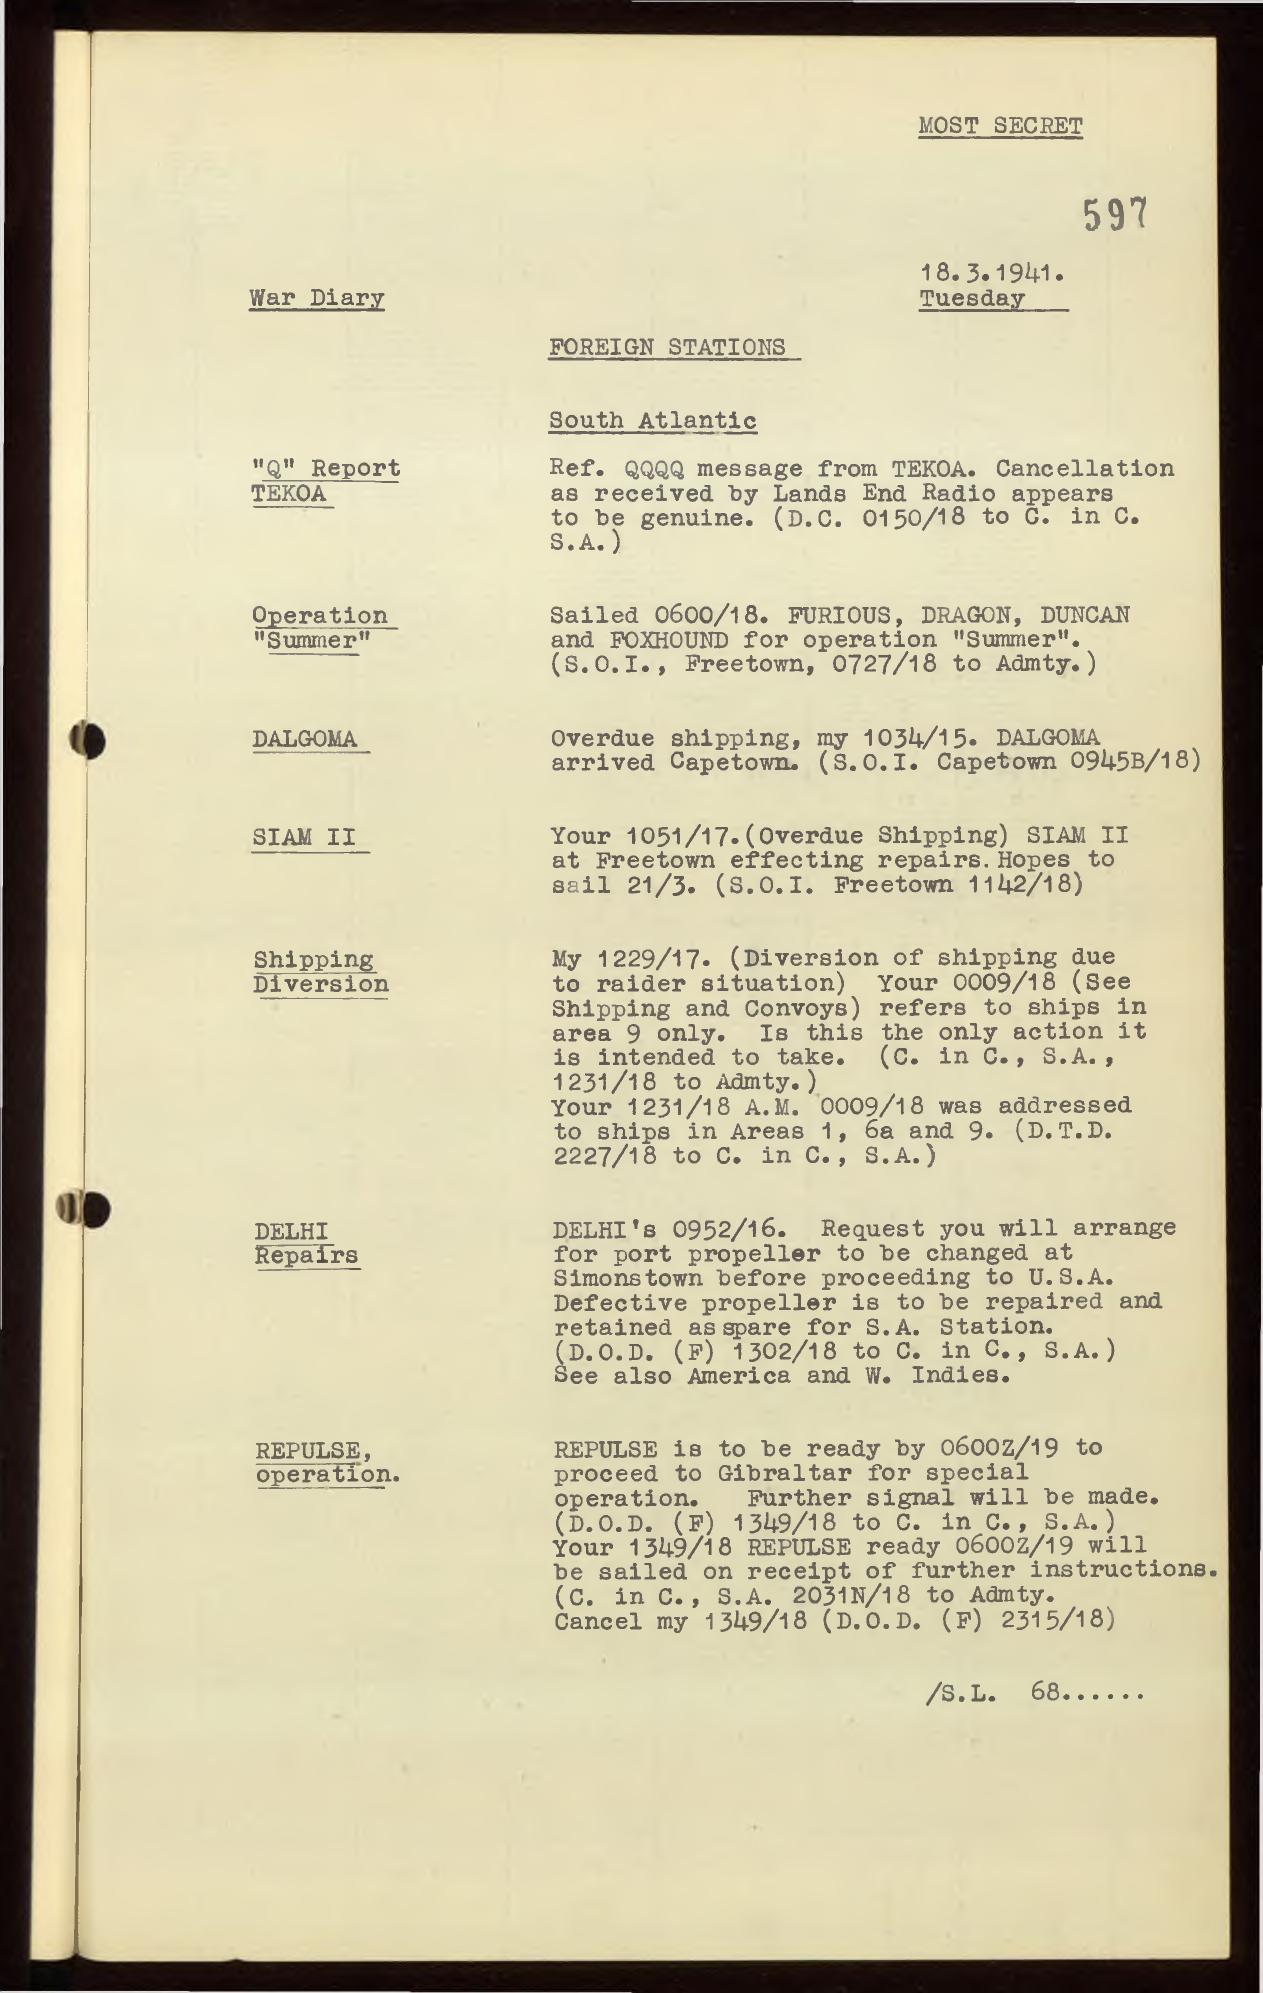 MOST SECRET
597
18.3.1941.
War Diary
Tuesday
FOREIGN STATIONS
South Atlantic
"Q" Report
TEKOA
Ref. QQQQ message from TEKOA. Cancellation
as received by Lands End Radio appears
to be genuine. (D.C. 0150/18 to C. in C.
S.A.)
Operation
"Summer"
Sailed 0600/18. FURIOUS, DRAGON, DUNCAN
and FOXHOUND for operation "Summer".
(S.O.I., Freetown, 0727/18 to Admty.)
DALGOMA
Overdue shipping, my 1034/15. DALGOMA
arrived Capetown. (S.O.I. Capetown 0945B/18)
SIAM II
Your 1051/17.(Overdue Shipping) SIAM II
at Freetown effecting repairs. Hopes to
sail 21/3. (S.O.I. Freetown 1142/18)
Shipping
Diversion
My 1229/17. (Diversion of shipping due
to raider situation) Your 0009/18 (See
Shipping and Convoys) refers to ships in
area 9 only. Is this the only action it
is intended to take. (C. in C., S.A.,
1231/18 to Admty.)
Your 1231/18 A.M. 0009/18 was addressed
to ships in Areas 1, 6a and 9. (D.T.D.
2227/18 to C. in C., S.A.)
DELHI
Repairs
DELHI's 0952/16. Request you will arrange
for port propeller to be changed at
Simonstown before proceeding to U.S.A.
Defective propeller is to be repaired and
retained as spare for S.A. Station.
(D.O.D. (F) 1302/18 to C. in C., S.A.)
See also America and W. Indies.
REPULSE,
operation.
REPULSE is to be ready by 0600Z/19 to
proceed to Gibraltar for special
operation. Further signal will be made.
(D.O.D. (F) 1349/18 to C. in C., S.A.)
Your 1349/18 REPULSE ready 0600Z/19 will
be sailed on receipt of further instructions.
(C. in C., S.A. 2031N/18 to Admty.
Cancel my 1349/18 (D.O.D. (F) 2315/18)
/S.L. 68......